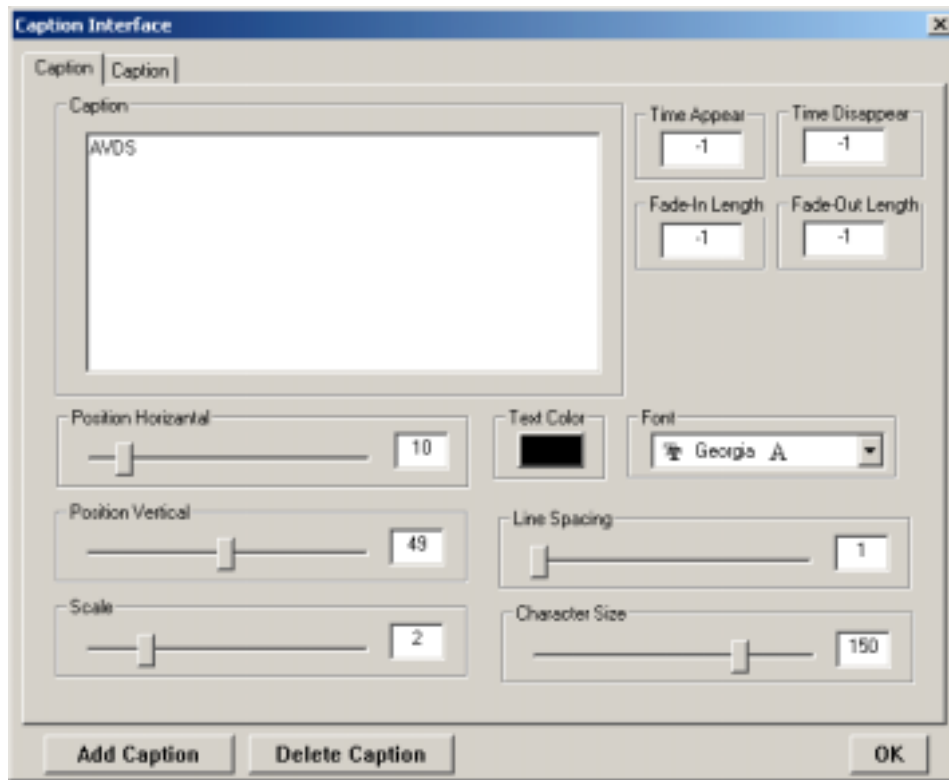 Caption Interface
Caption Caption
Caption
AVDS
Time Appear
-1
Time Disappear
-1
Fade-In Length
-1
Fade-Out Length
-1
Position Horizantal
10
Text Color
Font
Georgia A
Position Vertical
49
Line Spacing
1
Scale
2
Character Size
150
Add Caption
Delete Caption
OK